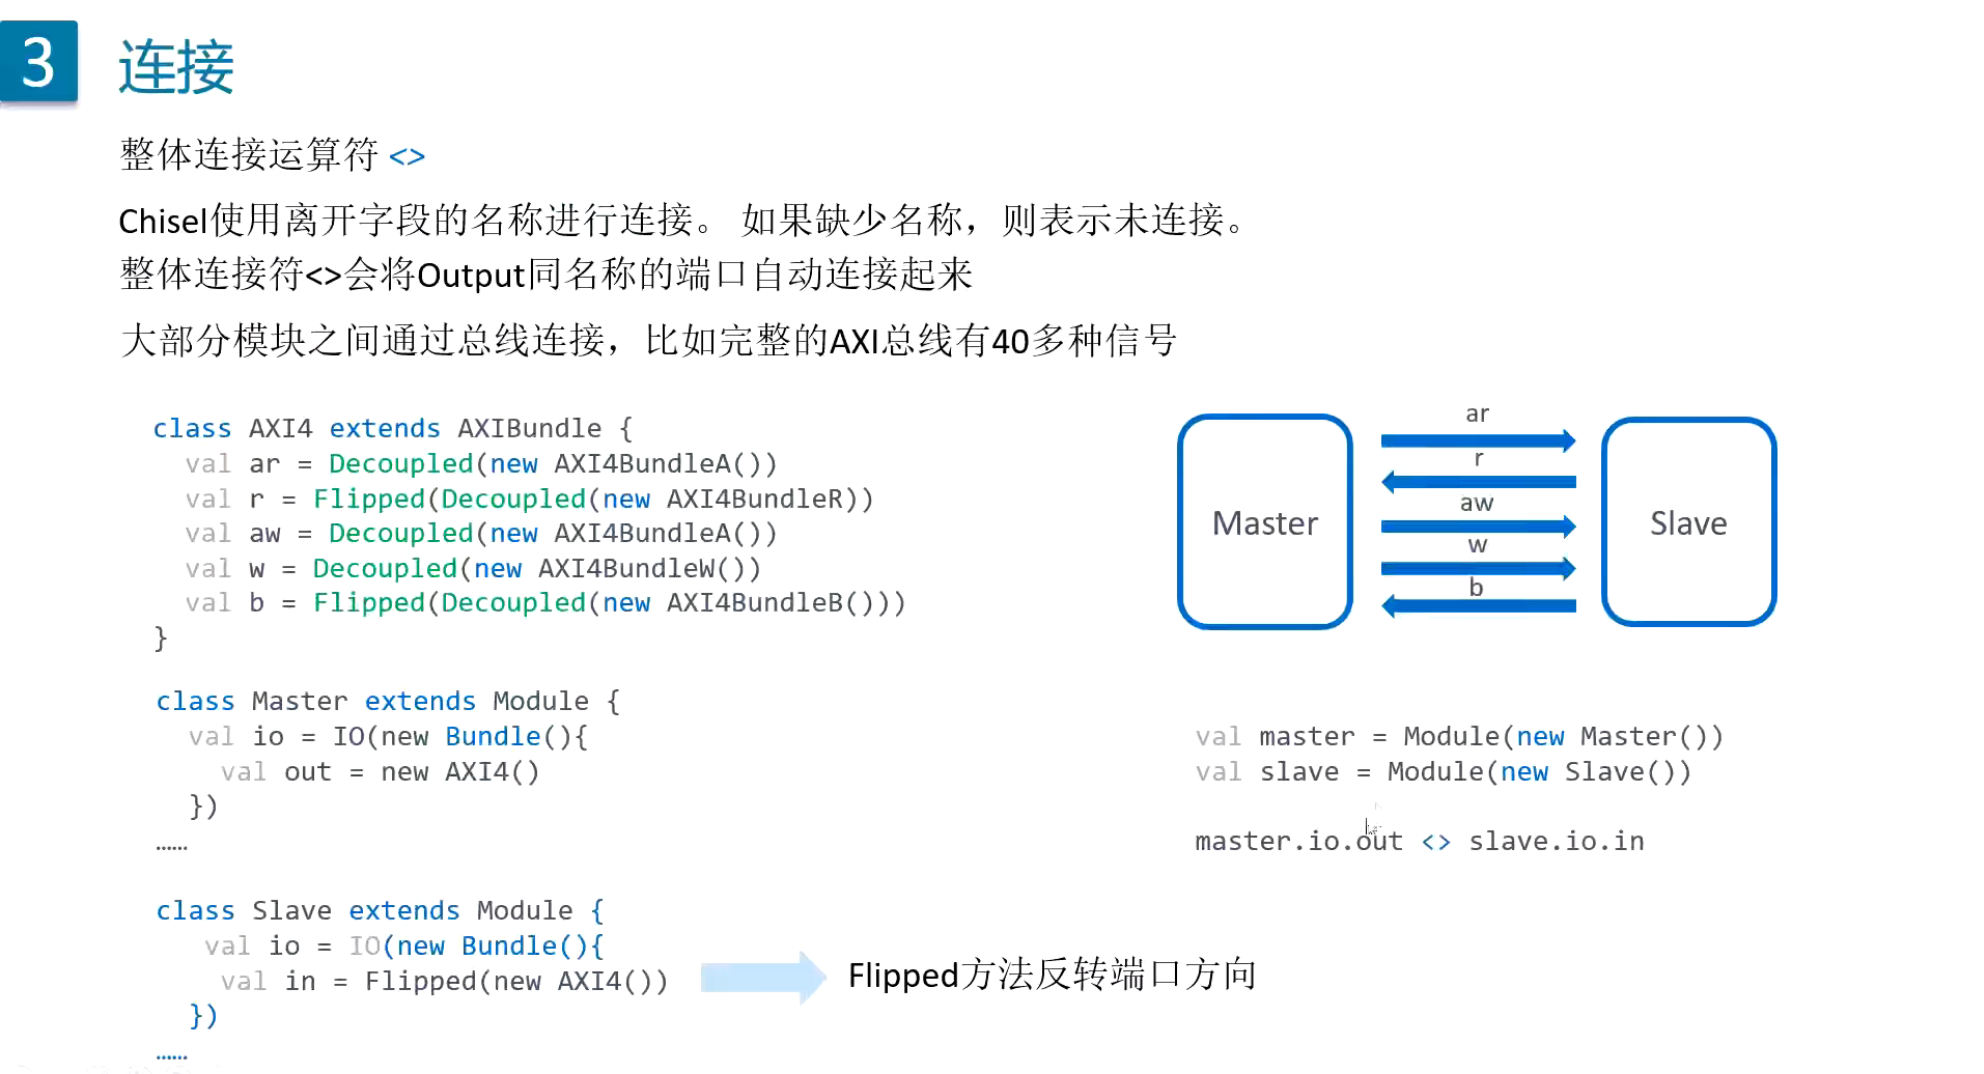 3 连接
整体连接运算符 <>
Chisel使用离开字段的名称进行连接。 如果缺少名称，则表示未连接。
整体连接符<>会将Output同名称的端口自动连接起来
大部分模块之间通过总线连接，比如完整的AXI总线有40多种信号
class AXI4 extends AXIBundle {
  val ar = Decoupled(new AXI4BundleA())
  val r = Flipped(Decoupled(new AXI4BundleR))
  val aw = Decoupled(new AXI4BundleA())
  val w = Decoupled(new AXI4BundleW())
  val b = Flipped(Decoupled(new AXI4BundleB()))
}
class Master extends Module {
  val io = IO(new Bundle(){
    val out = new AXI4()
  })
......
class Slave extends Module {
   val io = IO(new Bundle(){
    val in = Flipped(new AXI4())
  })
......
Flipped方法反转端口方向
Master
ar
r
aw
w
b
Slave
val master = Module(new Master())
val slave = Module(new Slave())
master.io.out <> slave.io.in